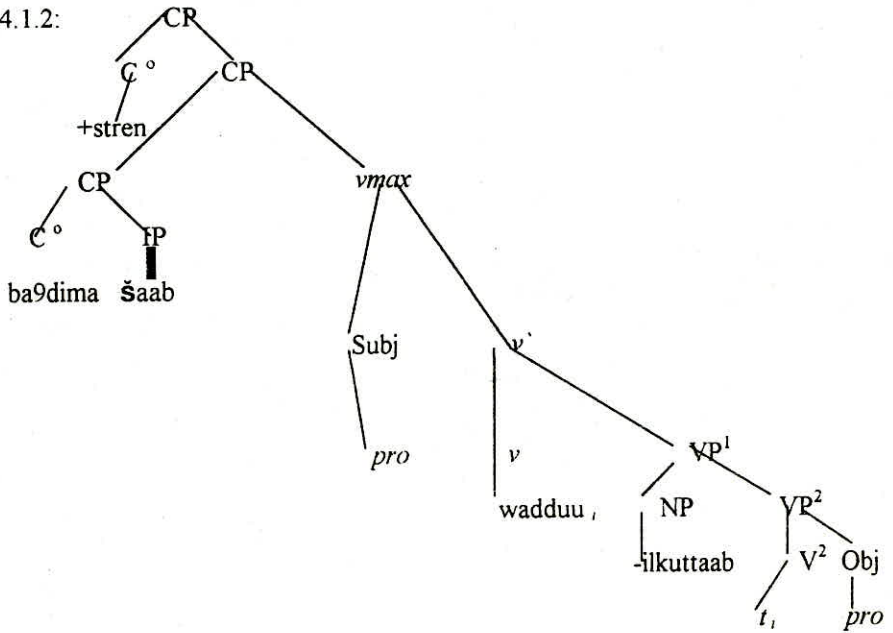 4.1.2:
CP
C° CP
+stren
CP vmax
C° IP
ba9dima šaab
Subj v`
pro v VP¹
wadduu ᵢ NP VP²
-ilkuttaab V² Obj
tᵢ pro